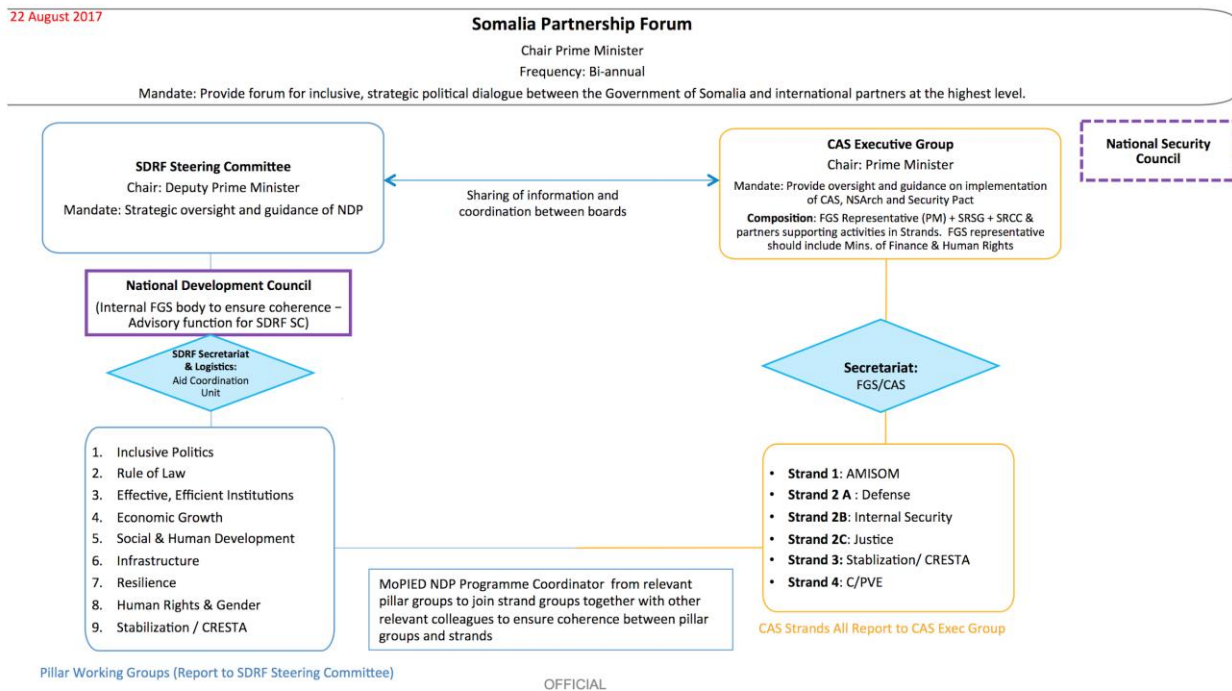 22 August 2017
Somalia Partnership Forum
Chair Prime Minister
Frequency: Bi-annual
Mandate: Provide forum for inclusive, strategic political dialogue between the Government of Somalia and international partners at the highest level.
SDRF Steering Committee
Chair: Deputy Prime Minister
Mandate: Strategic oversight and guidance of NDP
Sharing of information and
coordination between boards
CAS Executive Group
Chair: Prime Minister
Mandate: Provide oversight and guidance on implementation
of CAS, NSArch and Security Pact
Composition: FGS Representative (PM) + SRSG + SRCC &
partners supporting activities in Strands. FGS representative
should include Mins. of Finance & Human Rights
National Security
Council
National Development Council
(Internal FGS body to ensure coherence –
Advisory function for SDRF SC)
SDRF Secretariat
& Logistics:
Aid Coordination
Unit
Secretariat:
FGS/CAS
1. Inclusive Politics
2. Rule of Law
3. Effective, Efficient Institutions
4. Economic Growth
5. Social & Human Development
6. Infrastructure
7. Resilience
8. Human Rights & Gender
9. Stabilization / CRESTA
Pillar Working Groups (Report to SDRF Steering Committee)
MoPIED NDP Programme Coordinator from relevant
pillar groups to join strand groups together with other
relevant colleagues to ensure coherence between pillar
groups and strands
• Strand 1: AMISOM
• Strand 2 A : Defense
• Strand 2B: Internal Security
• Strand 2C: Justice
• Strand 3: Stablization/ CRESTA
• Strand 4: C/PVE
CAS Strands All Report to CAS Exec Group
OFFICIAL